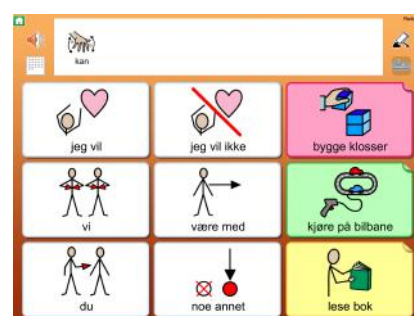 kan
jeg vil
jeg vil ikke
bygge klosser
vi
være med
kjøre på bilbane
du
noe annet
lese bok